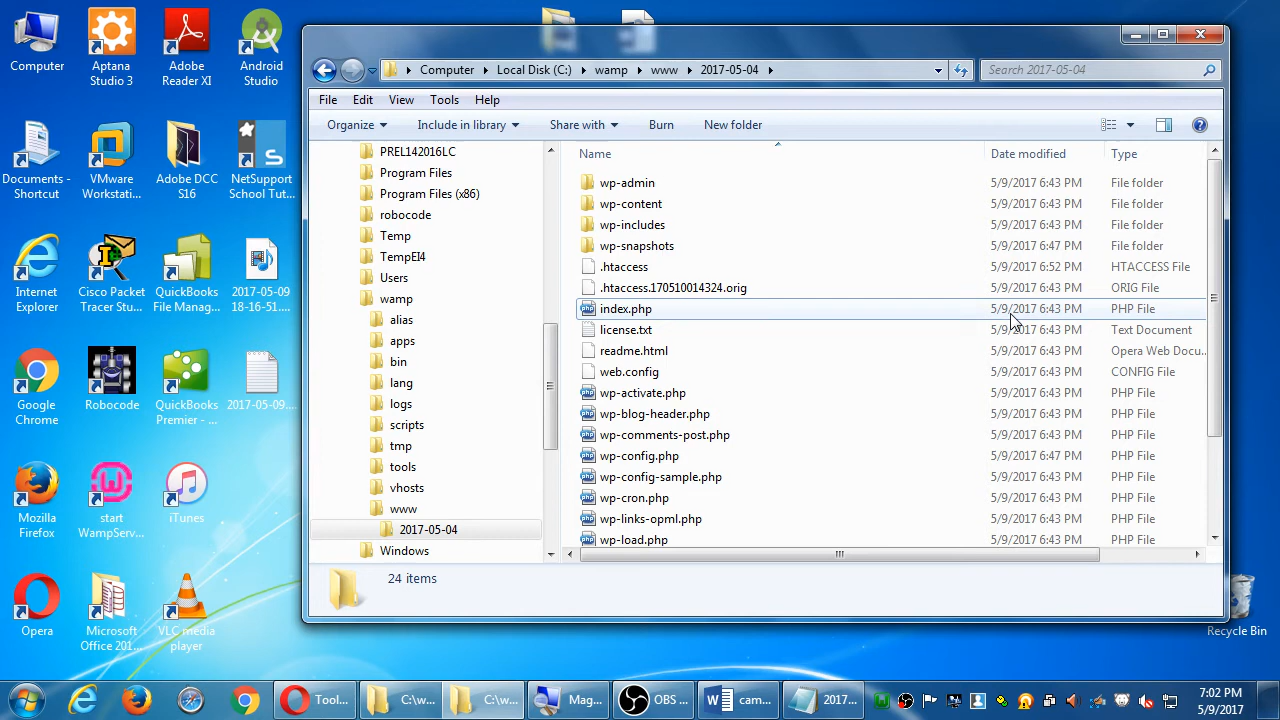 Computer
Aptana
Studio 3
Adobe
Reader XI
Android
Studio
Documents -
Shortcut
VMware
Workstati...
Adobe DCC
S16
NetSupport
School Tut...
Internet
Explorer
Cisco Packet
Tracer Stu...
QuickBooks
File Manag...
2017-05-09
18-16-51....
Google
Chrome
Robocode
QuickBooks
Premier - ...
2017-05-09....
Mozilla
Firefox
start
WampServ...
iTunes
Opera
Microsoft
Office 201...
VLC media
player
Recycle Bin
Computer Local Disk (C:) wamp www 2017-05-04
Search 2017-05-04
File Edit View Tools Help
Organize Include in library Share with Burn New folder
PREL142016LC
Program Files
Program Files (x86)
robocode
Temp
TempEI4
Users
wamp
alias
apps
bin
lang
logs
scripts
tmp
tools
vhosts
www
2017-05-04
Windows
Name Date modified Type
wp-admin 5/9/2017 6:43 PM File folder
wp-content 5/9/2017 6:43 PM File folder
wp-includes 5/9/2017 6:43 PM File folder
wp-snapshots 5/9/2017 6:47 PM File folder
.htaccess 5/9/2017 6:52 PM HTACCESS File
.htaccess.170510014324.orig 5/9/2017 6:43 PM ORIG File
index.php 5/9/2017 6:43 PM PHP File
license.txt 5/9/2017 6:43 PM Text Document
readme.html 5/9/2017 6:43 PM Opera Web Docu...
web.config 5/9/2017 6:43 PM CONFIG File
wp-activate.php 5/9/2017 6:43 PM PHP File
wp-blog-header.php 5/9/2017 6:43 PM PHP File
wp-comments-post.php 5/9/2017 6:43 PM PHP File
wp-config.php 5/9/2017 6:47 PM PHP File
wp-config-sample.php 5/9/2017 6:43 PM PHP File
wp-cron.php 5/9/2017 6:43 PM PHP File
wp-links-opml.php 5/9/2017 6:43 PM PHP File
wp-load.php 5/9/2017 6:43 PM PHP File
24 items
Tool... C:\w... C:\w... Mag... OBS ... cam... 2017...
7:02 PM
5/9/2017